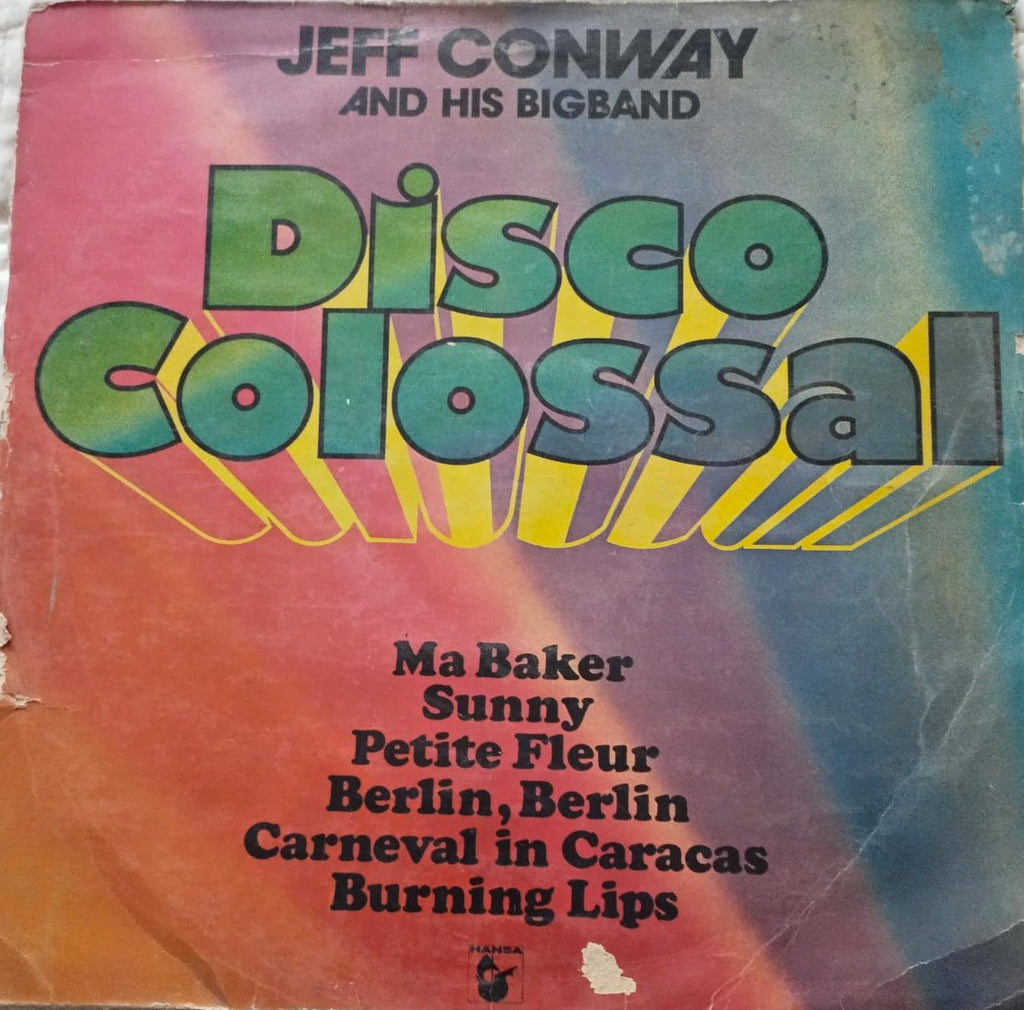 JEFF CONWAY
AND HIS BIGBAND
Disco
Colossal
Ma Baker
Sunny
Petite Fleur
Berlin, Berlin
Carneval in Caracas
Burning Lips
HANSA